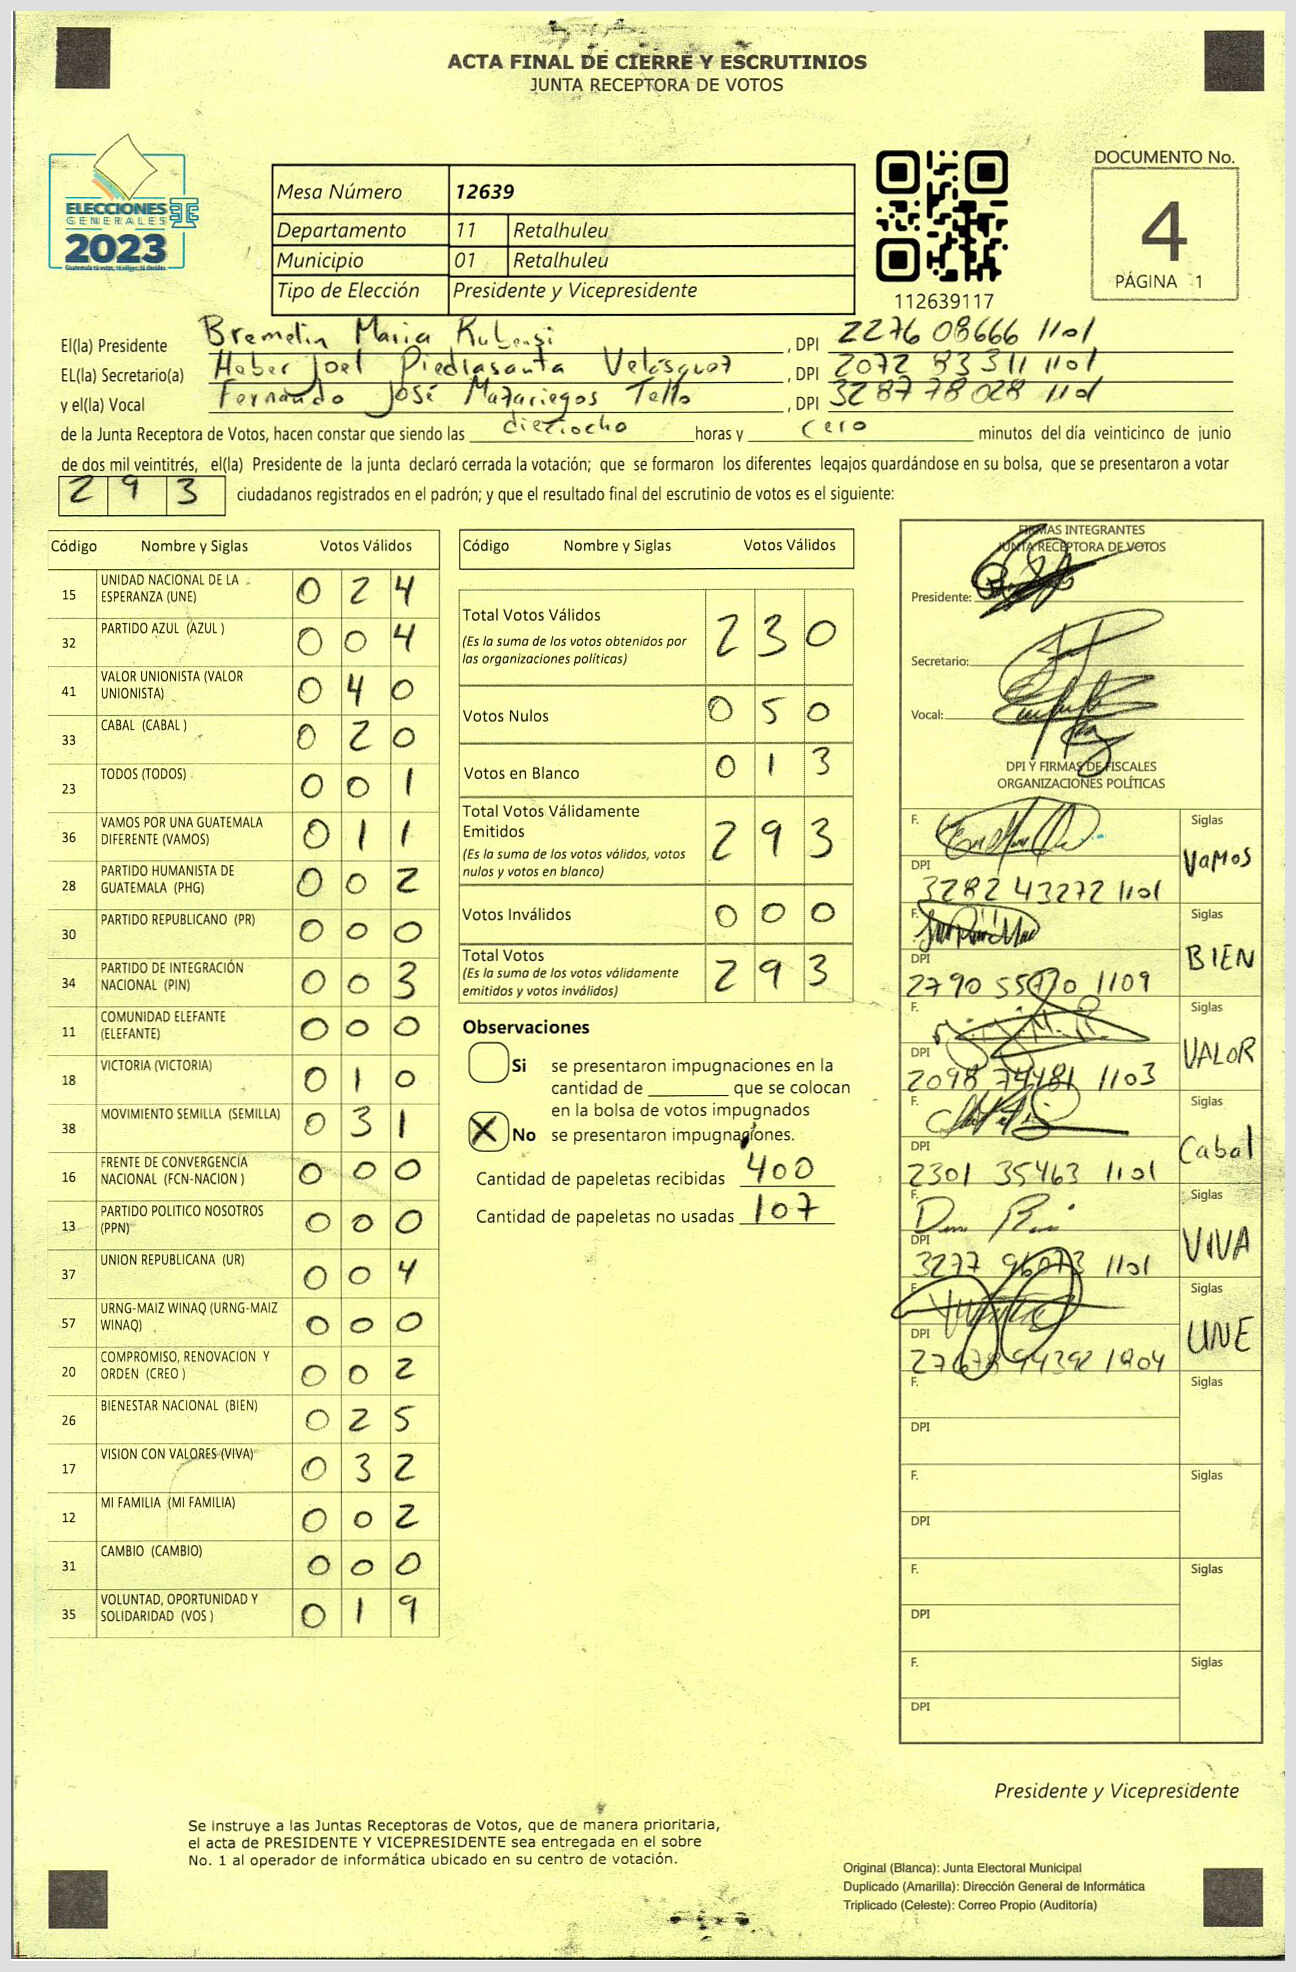 ACTA FINAL DE CIERRE Y ESCRUTINIOS
JUNTA RECEPTORA DE VOTOS
ELECCIONES
GENERALES
2023
Mesa Número 12639
Departamento 11 Retalhuleu
Municipio 01 Retalhuleu
Tipo de Elección Presidente y Vicepresidente
112639117
DOCUMENTO No.
4
PÁGINA 1
El(la) Presidente Bremelin Maria , DPI 2276 08666 1101
EL(la) Secretario(a) Heber Joel Piedrasanta Velásquez , DPI 2072 83311 1101
y el(la) Vocal Fernando José Mazariegos Tello , DPI 3287 78028 1101
de la Junta Receptora de Votos, hacen constar que siendo las dieciocho horas y cero minutos del día veinticinco de junio
de dos mil veintitrés, el(la) Presidente de la junta declaró cerrada la votación; que se formaron los diferentes legajos guardándose en su bolsa, que se presentaron a votar
293 ciudadanos registrados en el padrón; y que el resultado final del escrutinio de votos es el siguiente:
Código Nombre y Siglas Votos Válidos
15 UNIDAD NACIONAL DE LA ESPERANZA (UNE) 0 2 4
32 PARTIDO AZUL (AZUL ) 0 0 4
41 VALOR UNIONISTA (VALOR UNIONISTA) 0 4 0
33 CABAL (CABAL ) 0 2 0
23 TODOS (TODOS) 0 0 1
36 VAMOS POR UNA GUATEMALA DIFERENTE (VAMOS) 0 1 1
28 PARTIDO HUMANISTA DE GUATEMALA (PHG) 0 0 2
30 PARTIDO REPUBLICANO (PR) 0 0 0
34 PARTIDO DE INTEGRACIÓN NACIONAL (PIN) 0 0 3
11 COMUNIDAD ELEFANTE (ELEFANTE) 0 0 0
18 VICTORIA (VICTORIA) 0 1 0
38 MOVIMIENTO SEMILLA (SEMILLA) 0 3 1
16 FRENTE DE CONVERGENCIA NACIONAL (FCN-NACION ) 0 0 0
13 PARTIDO POLITICO NOSOTROS (PPN) 0 0 0
37 UNION REPUBLICANA (UR) 0 0 4
57 URNG-MAIZ WINAQ (URNG-MAIZ WINAQ) 0 0 0
20 COMPROMISO, RENOVACION Y ORDEN (CREO ) 0 0 2
26 BIENESTAR NACIONAL (BIEN) 0 2 5
17 VISION CON VALORES (VIVA) 0 3 2
12 MI FAMILIA (MI FAMILIA) 0 0 2
31 CAMBIO (CAMBIO) 0 0 0
35 VOLUNTAD, OPORTUNIDAD Y SOLIDARIDAD (VOS ) 0 1 9
Código Nombre y Siglas Votos Válidos
Total Votos Válidos 2 3 0
(Es la suma de los votos obtenidos por
las organizaciones políticas)
Votos Nulos 0 5 0
Votos en Blanco 0 1 3
Total Votos Válidamente
Emitidos 2 9 3
(Es la suma de los votos válidos, votos
nulos y votos en blanco)
Votos Inválidos 0 0 0
Total Votos 2 9 3
(Es la suma de los votos válidamente
emitidos y votos inválidos)
Observaciones
Si se presentaron impugnaciones en la
cantidad de ________ que se colocan
en la bolsa de votos impugnados
X No se presentaron impugnaciones.
Cantidad de papeletas recibidas 400
Cantidad de papeletas no usadas 107
FIRMAS INTEGRANTES
JUNTA RECEPTORA DE VOTOS
Presidente:
Secretario:
Vocal:
DPI Y FIRMAS DE FISCALES
ORGANIZACIONES POLÍTICAS
F. Siglas
VAMOS
DPI
3282 43272 1101
F. Siglas
BIEN
DPI
2790 1109
F. Siglas
VALOR
DPI
2098 74481 1103
F. Siglas
Cabal
DPI
2301 35463 1101
F. Siglas
VIVA
DPI
3277 96073 1101
F. Siglas
UNE
DPI
F. Siglas
DPI
F. Siglas
DPI
F. Siglas
DPI
F. Siglas
DPI
Presidente y Vicepresidente
Se instruye a las Juntas Receptoras de Votos, que de manera prioritaria,
el acta de PRESIDENTE Y VICEPRESIDENTE sea entregada en el sobre
No. 1 al operador de informática ubicado en su centro de votación.
Original (Blanca): Junta Electoral Municipal
Duplicado (Amarilla): Dirección General de Informática
Triplicado (Celeste): Correo Propio (Auditoría)